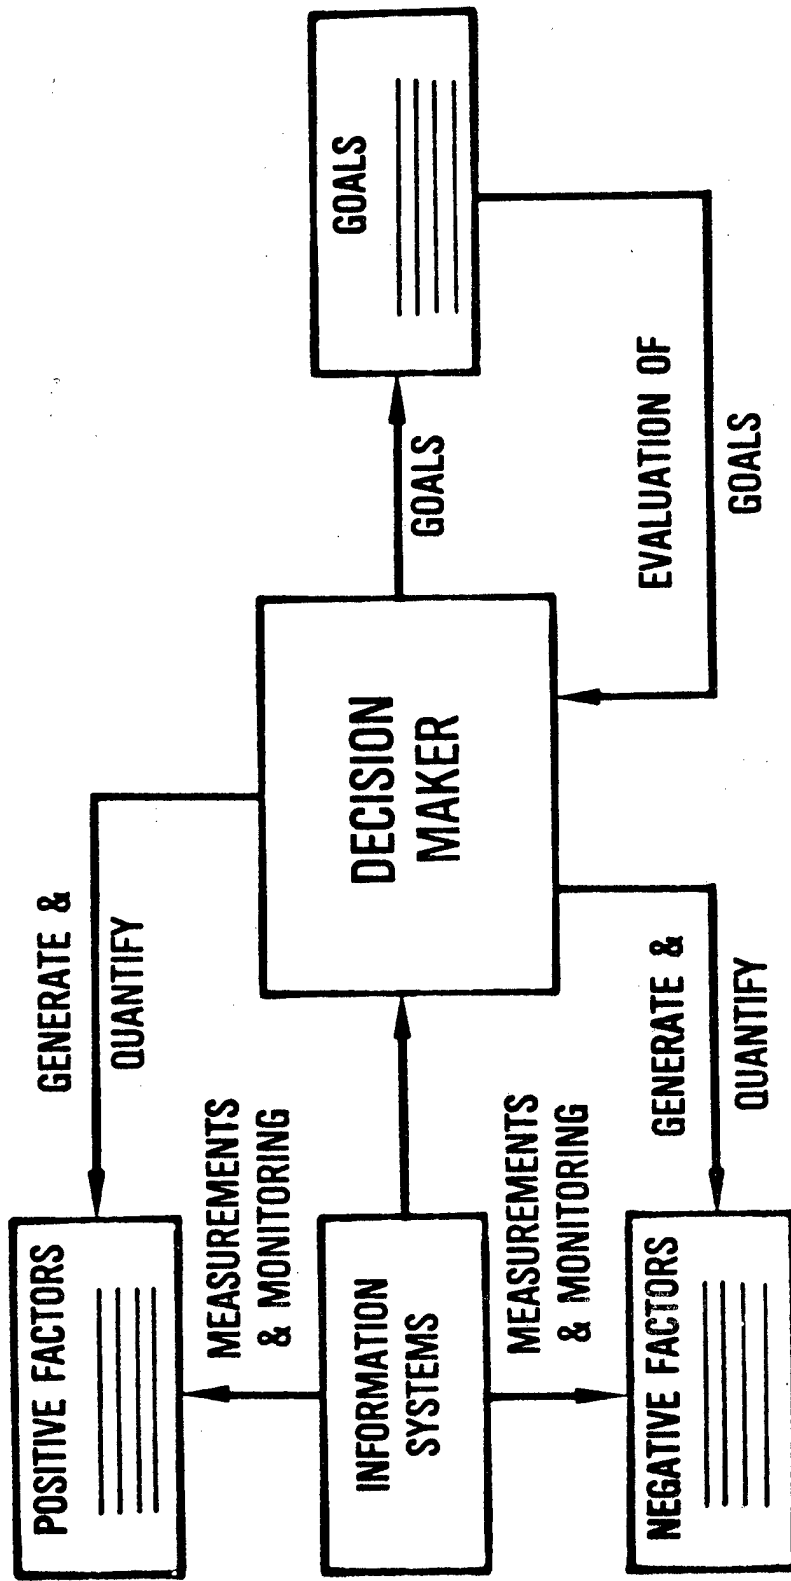 POSITIVE FACTORS
GENERATE &
QUANTIFY
MEASUREMENTS
& MONITORING
INFORMATION
SYSTEMS
DECISION
MAKER
GOALS
GOALS
MEASUREMENTS
& MONITORING
NEGATIVE FACTORS
GENERATE &
QUANTIFY
EVALUATION OF
GOALS